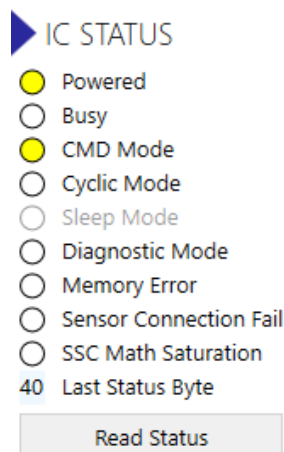 IC STATUS
Powered
Busy
CMD Mode
Cyclic Mode
Sleep Mode
Diagnostic Mode
Memory Error
Sensor Connection Fail
SSC Math Saturation
40 Last Status Byte
Read Status